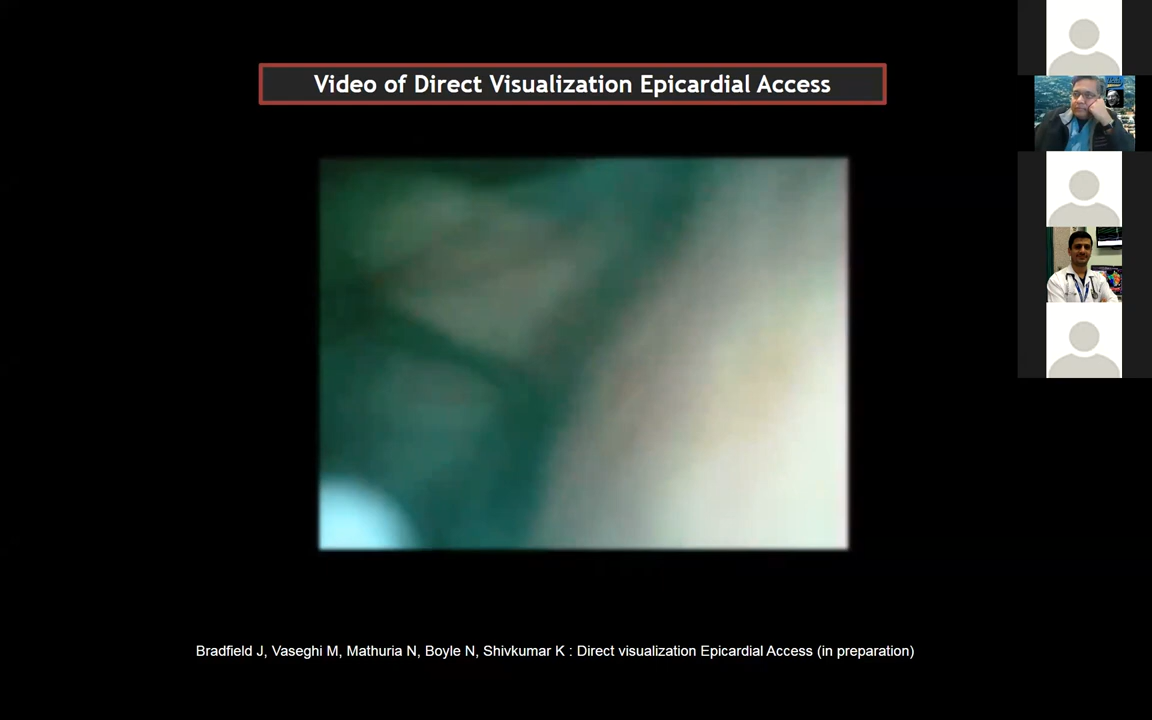 Video of Direct Visualization Epicardial Access
Bradfield J, Vaseghi M, Mathuria N, Boyle N, Shivkumar K : Direct visualization Epicardial Access (in preparation)